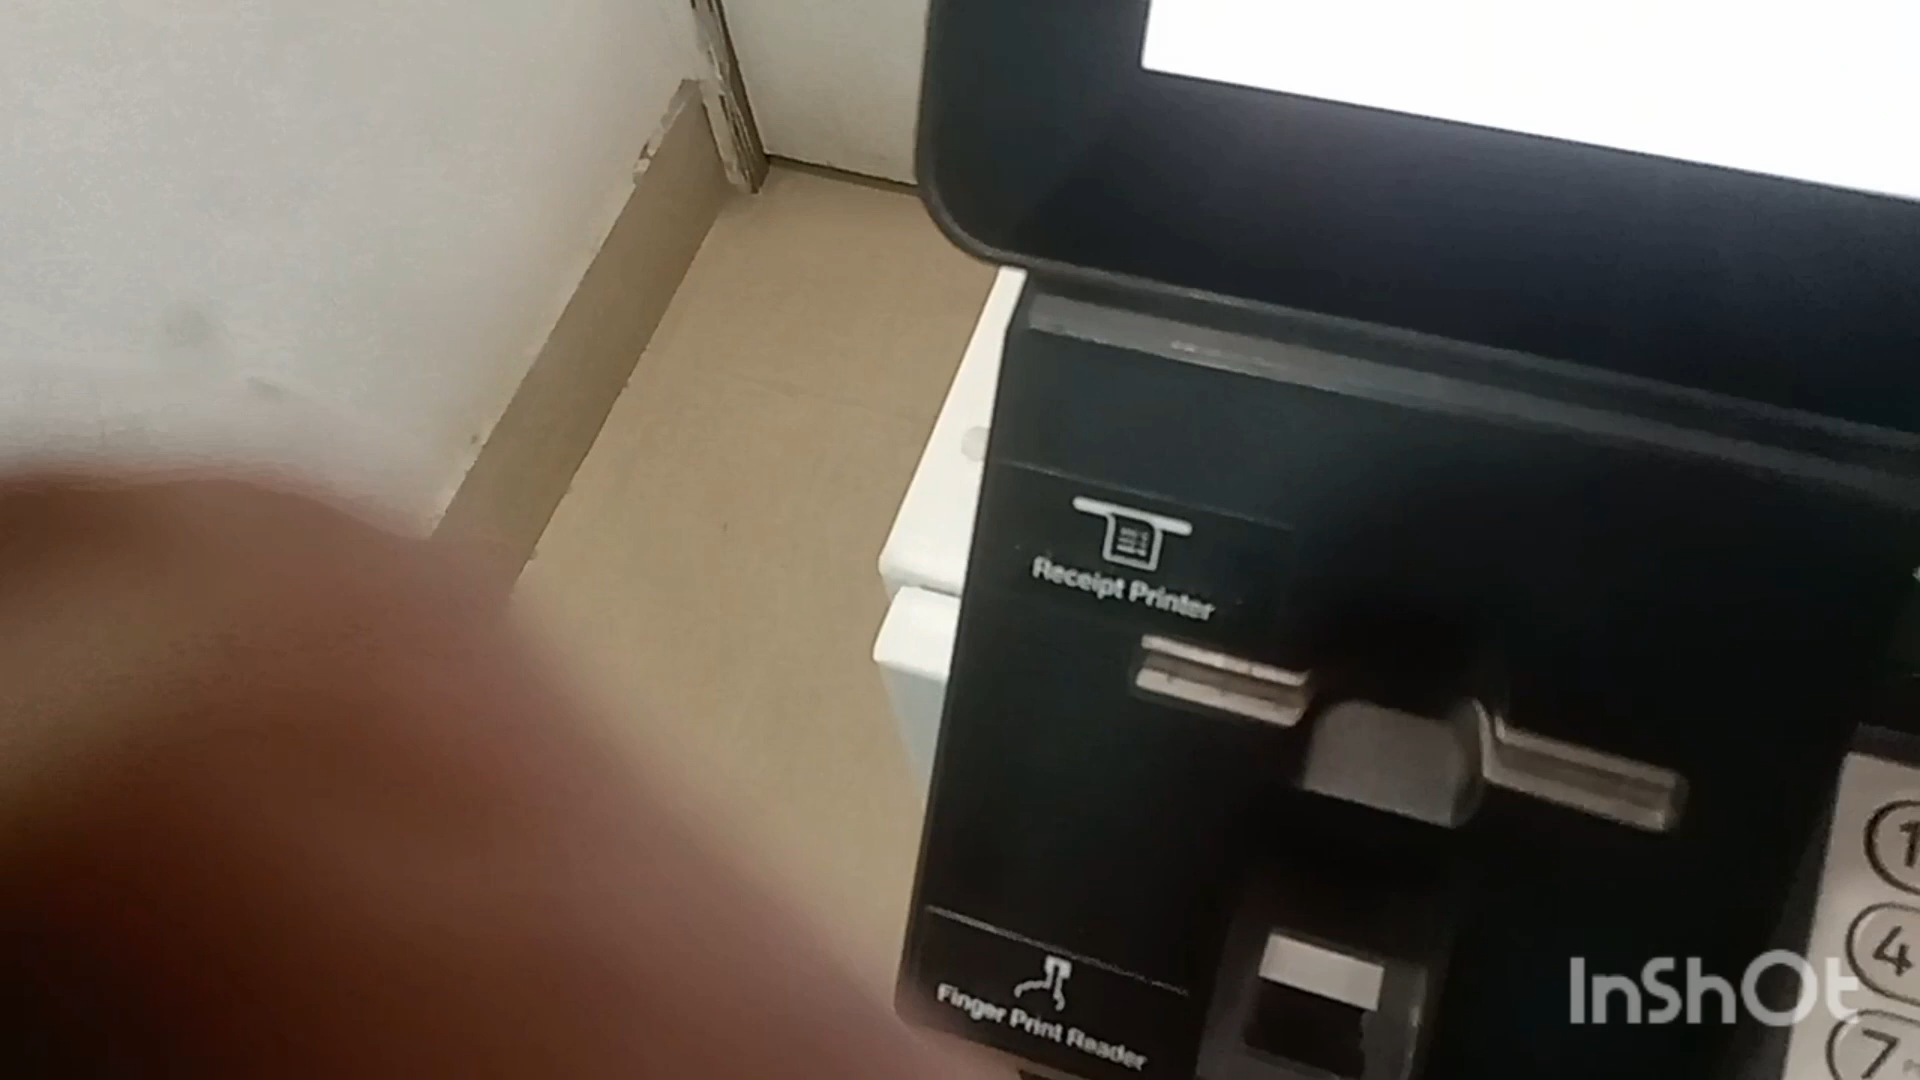 Receipt Printer
Finger Print Reader
1
4
7
InShOt